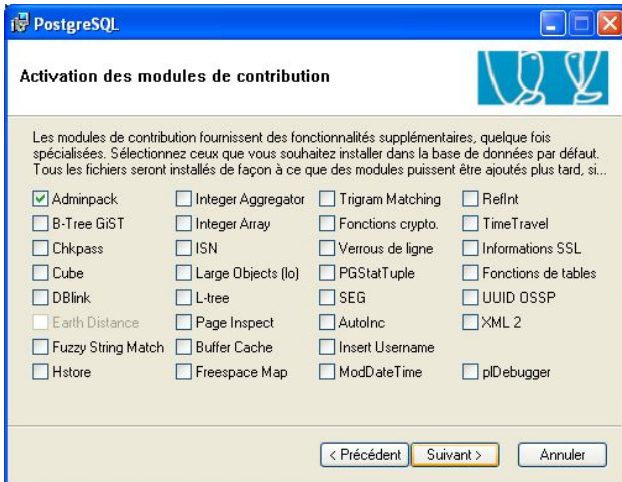 PostgreSQL
Activation des modules de contribution
Les modules de contribution fournissent des fonctionnalités supplémentaires, quelque fois
spécialisées. Sélectionnez ceux que vous souhaitez installer dans la base de données par défaut.
Tous les fichiers seront installés de façon à ce que des modules puissent être ajoutés plus tard, si...
Adminpack Integer Aggregator Trigram Matching RefInt
B-Tree GiST Integer Array Fonctions crypto. TimeTravel
Chkpass ISN Verrous de ligne Informations SSL
Cube Large Objects (lo) PGStatTuple Fonctions de tables
DBlink L-tree SEG UUID OSSP
Earth Distance Page Inspect AutoInc XML 2
Fuzzy String Match Buffer Cache Insert Username
Hstore Freespace Map ModDateTime plDebugger
< Précédent Suivant > Annuler